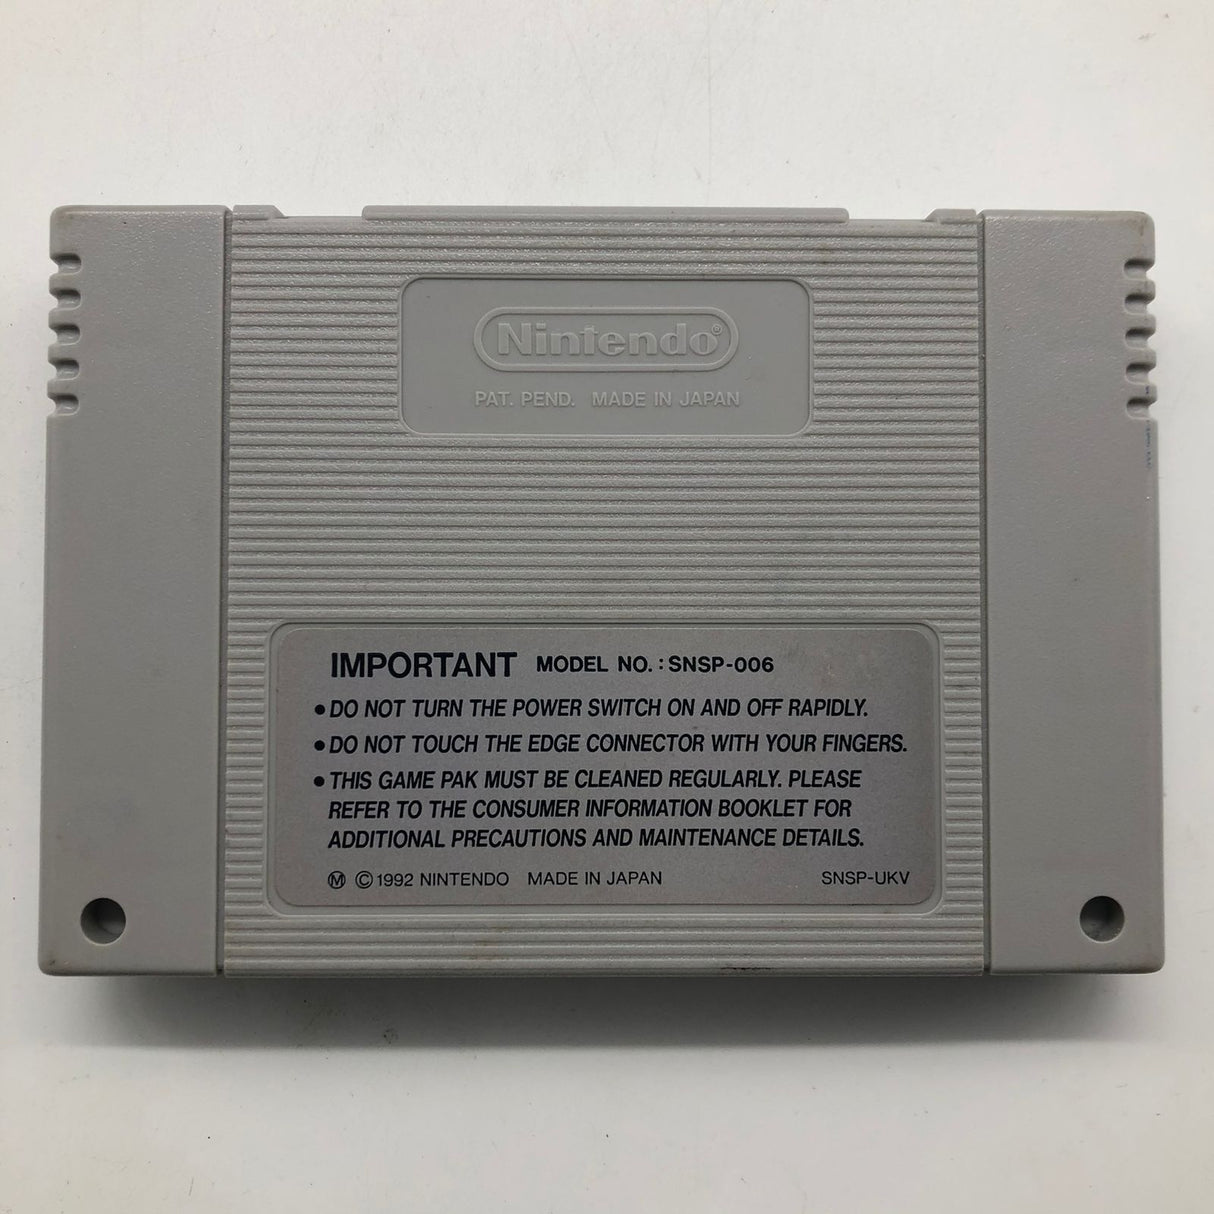 Nintendo®
PAT. PEND. MADE IN JAPAN
IMPORTANT MODEL NO.: SNSP-006
• DO NOT TURN THE POWER SWITCH ON AND OFF RAPIDLY.
• DO NOT TOUCH THE EDGE CONNECTOR WITH YOUR FINGERS.
• THIS GAME PAK MUST BE CLEANED REGULARLY. PLEASE
REFER TO THE CONSUMER INFORMATION BOOKLET FOR
ADDITIONAL PRECAUTIONS AND MAINTENANCE DETAILS.
Ⓜ © 1992 NINTENDO MADE IN JAPAN SNSP-UKV